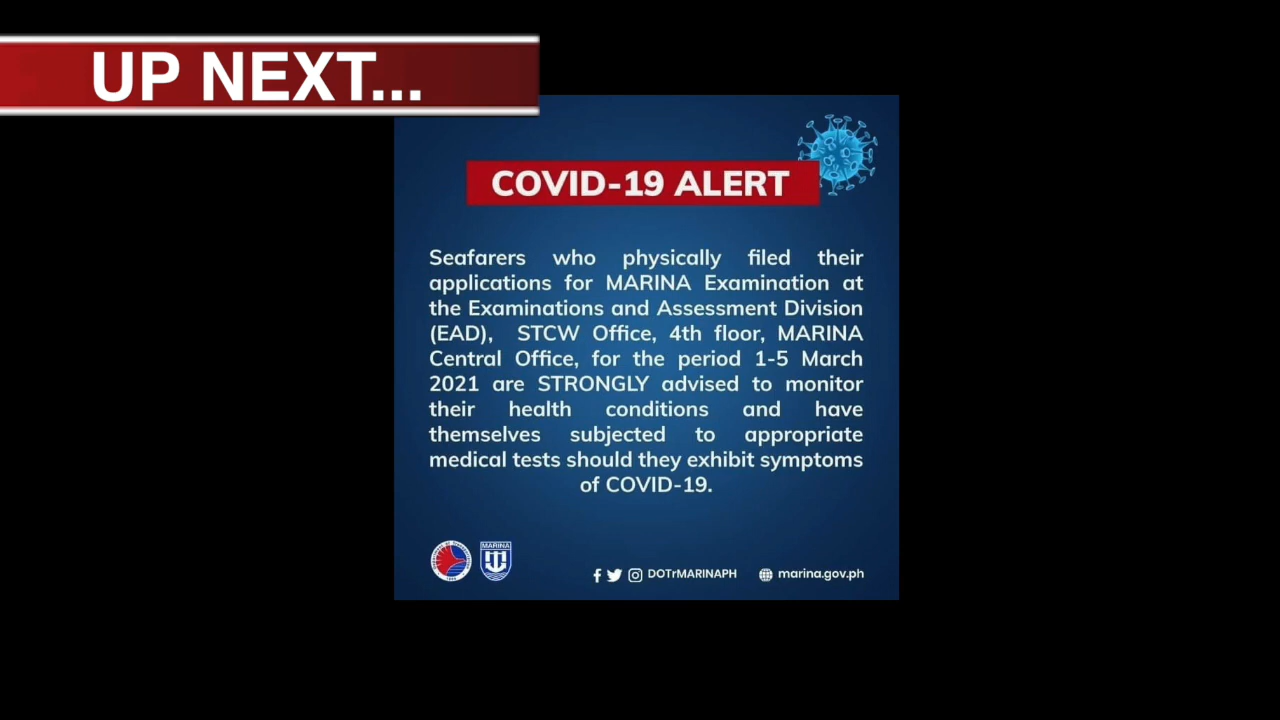 UP NEXT...
COVID-19 ALERT
Seafarers who physically filed their
applications for MARINA Examination at
the Examinations and Assessment Division
(EAD), STCW Office, 4th floor, MARINA
Central Office, for the period 1-5 March
2021 are STRONGLY advised to monitor
their health conditions and have
themselves subjected to appropriate
medical tests should they exhibit symptoms
of COVID-19.
MARINA
DOTrMARINAPH marina.gov.ph